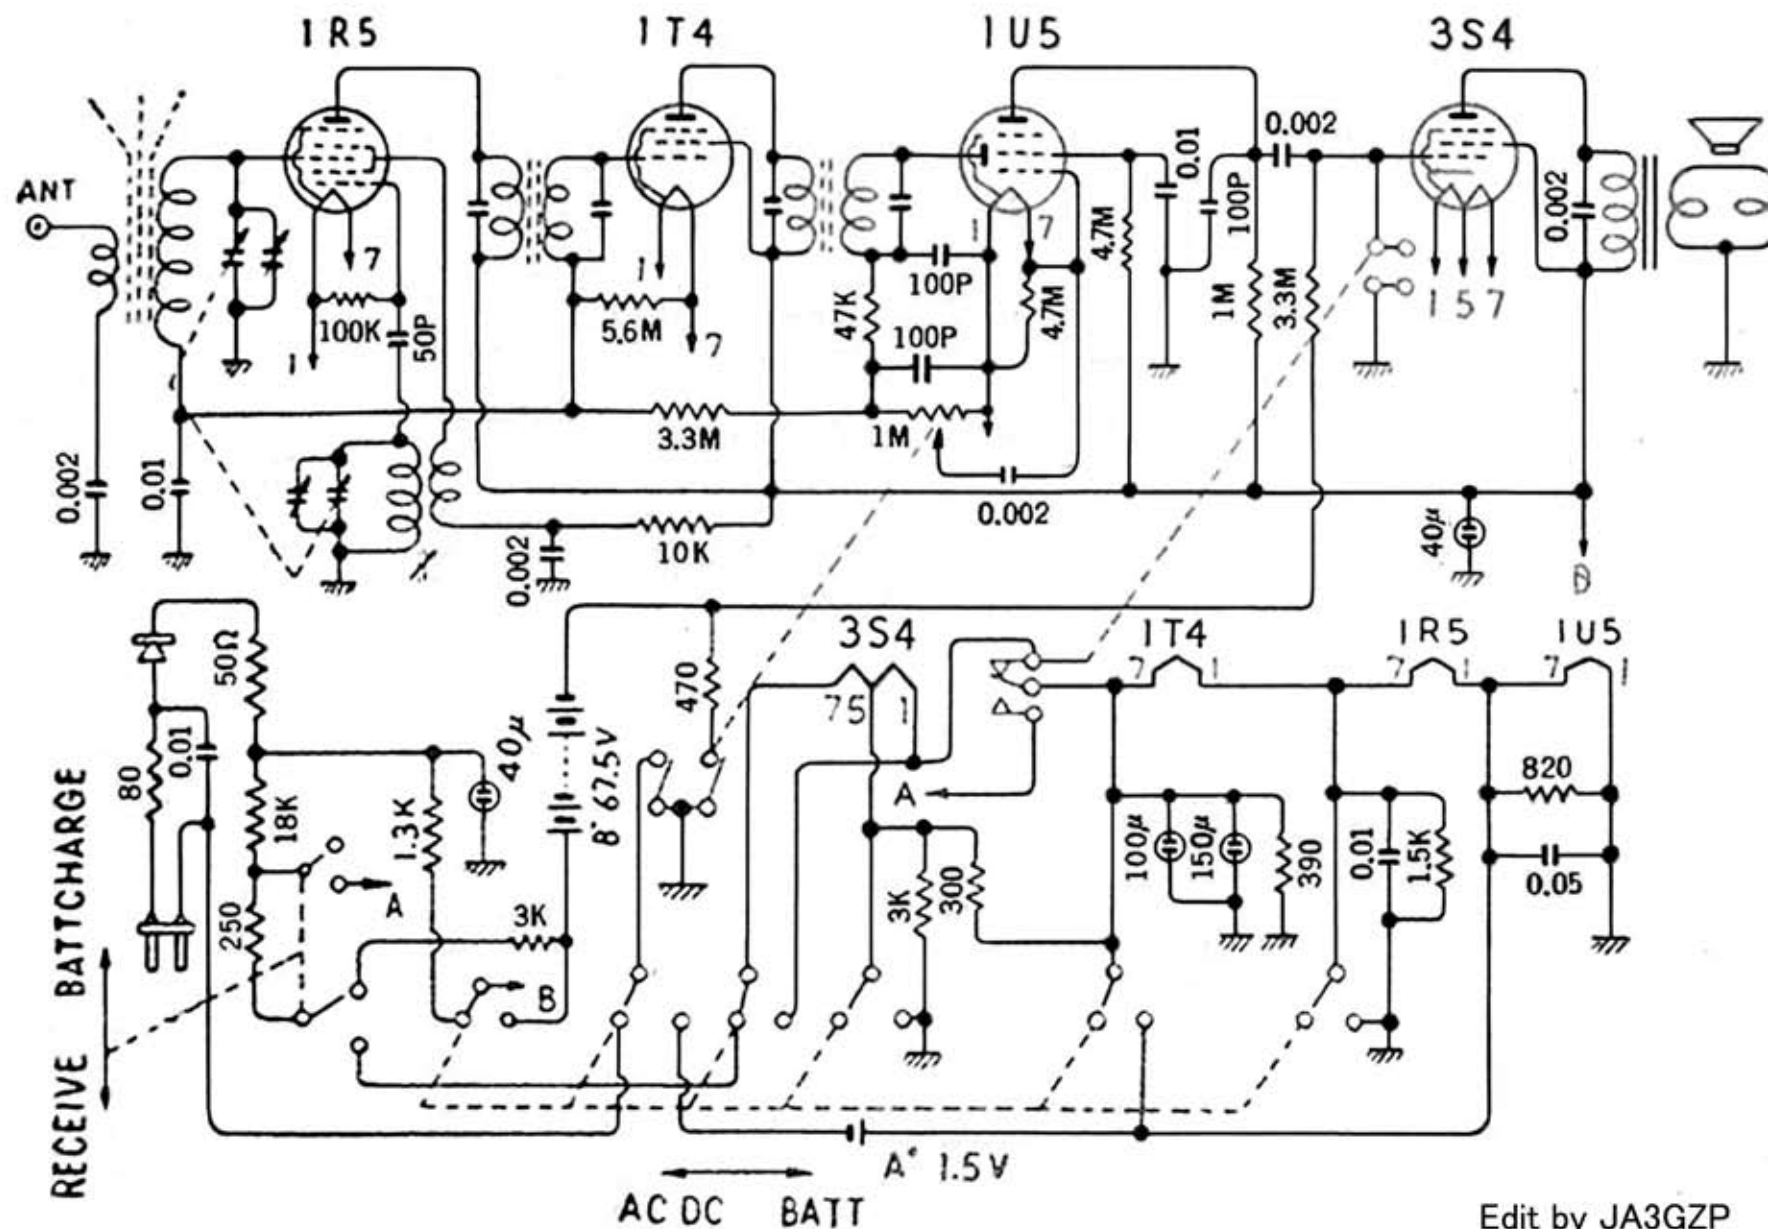 1R5 1T4 1U5 3S4
ANT
7
1
100K
50P
1
5.6M
7
100P
47K
100P
1
7
4.7M
4.7M
0.01
100P
0.002
1M
3.3M
1 5 7
0.002
0.002
0.01
3.3M
1M
0.002
10K
0.002
40μ
B
50Ω
80
0.01
18K
250
A
1.3K
40μ
B
67.5V
3K
B
470
3S4
7 5 1
A
3K
300
1T4
7 1
100μ
150μ
390
1R5
7 1
0.01
1.5K
1U5
7 1
820
0.05
RECEIVE BATTCHARGE
A 1.5V
AC DC BATT
Edit by JA3GZP